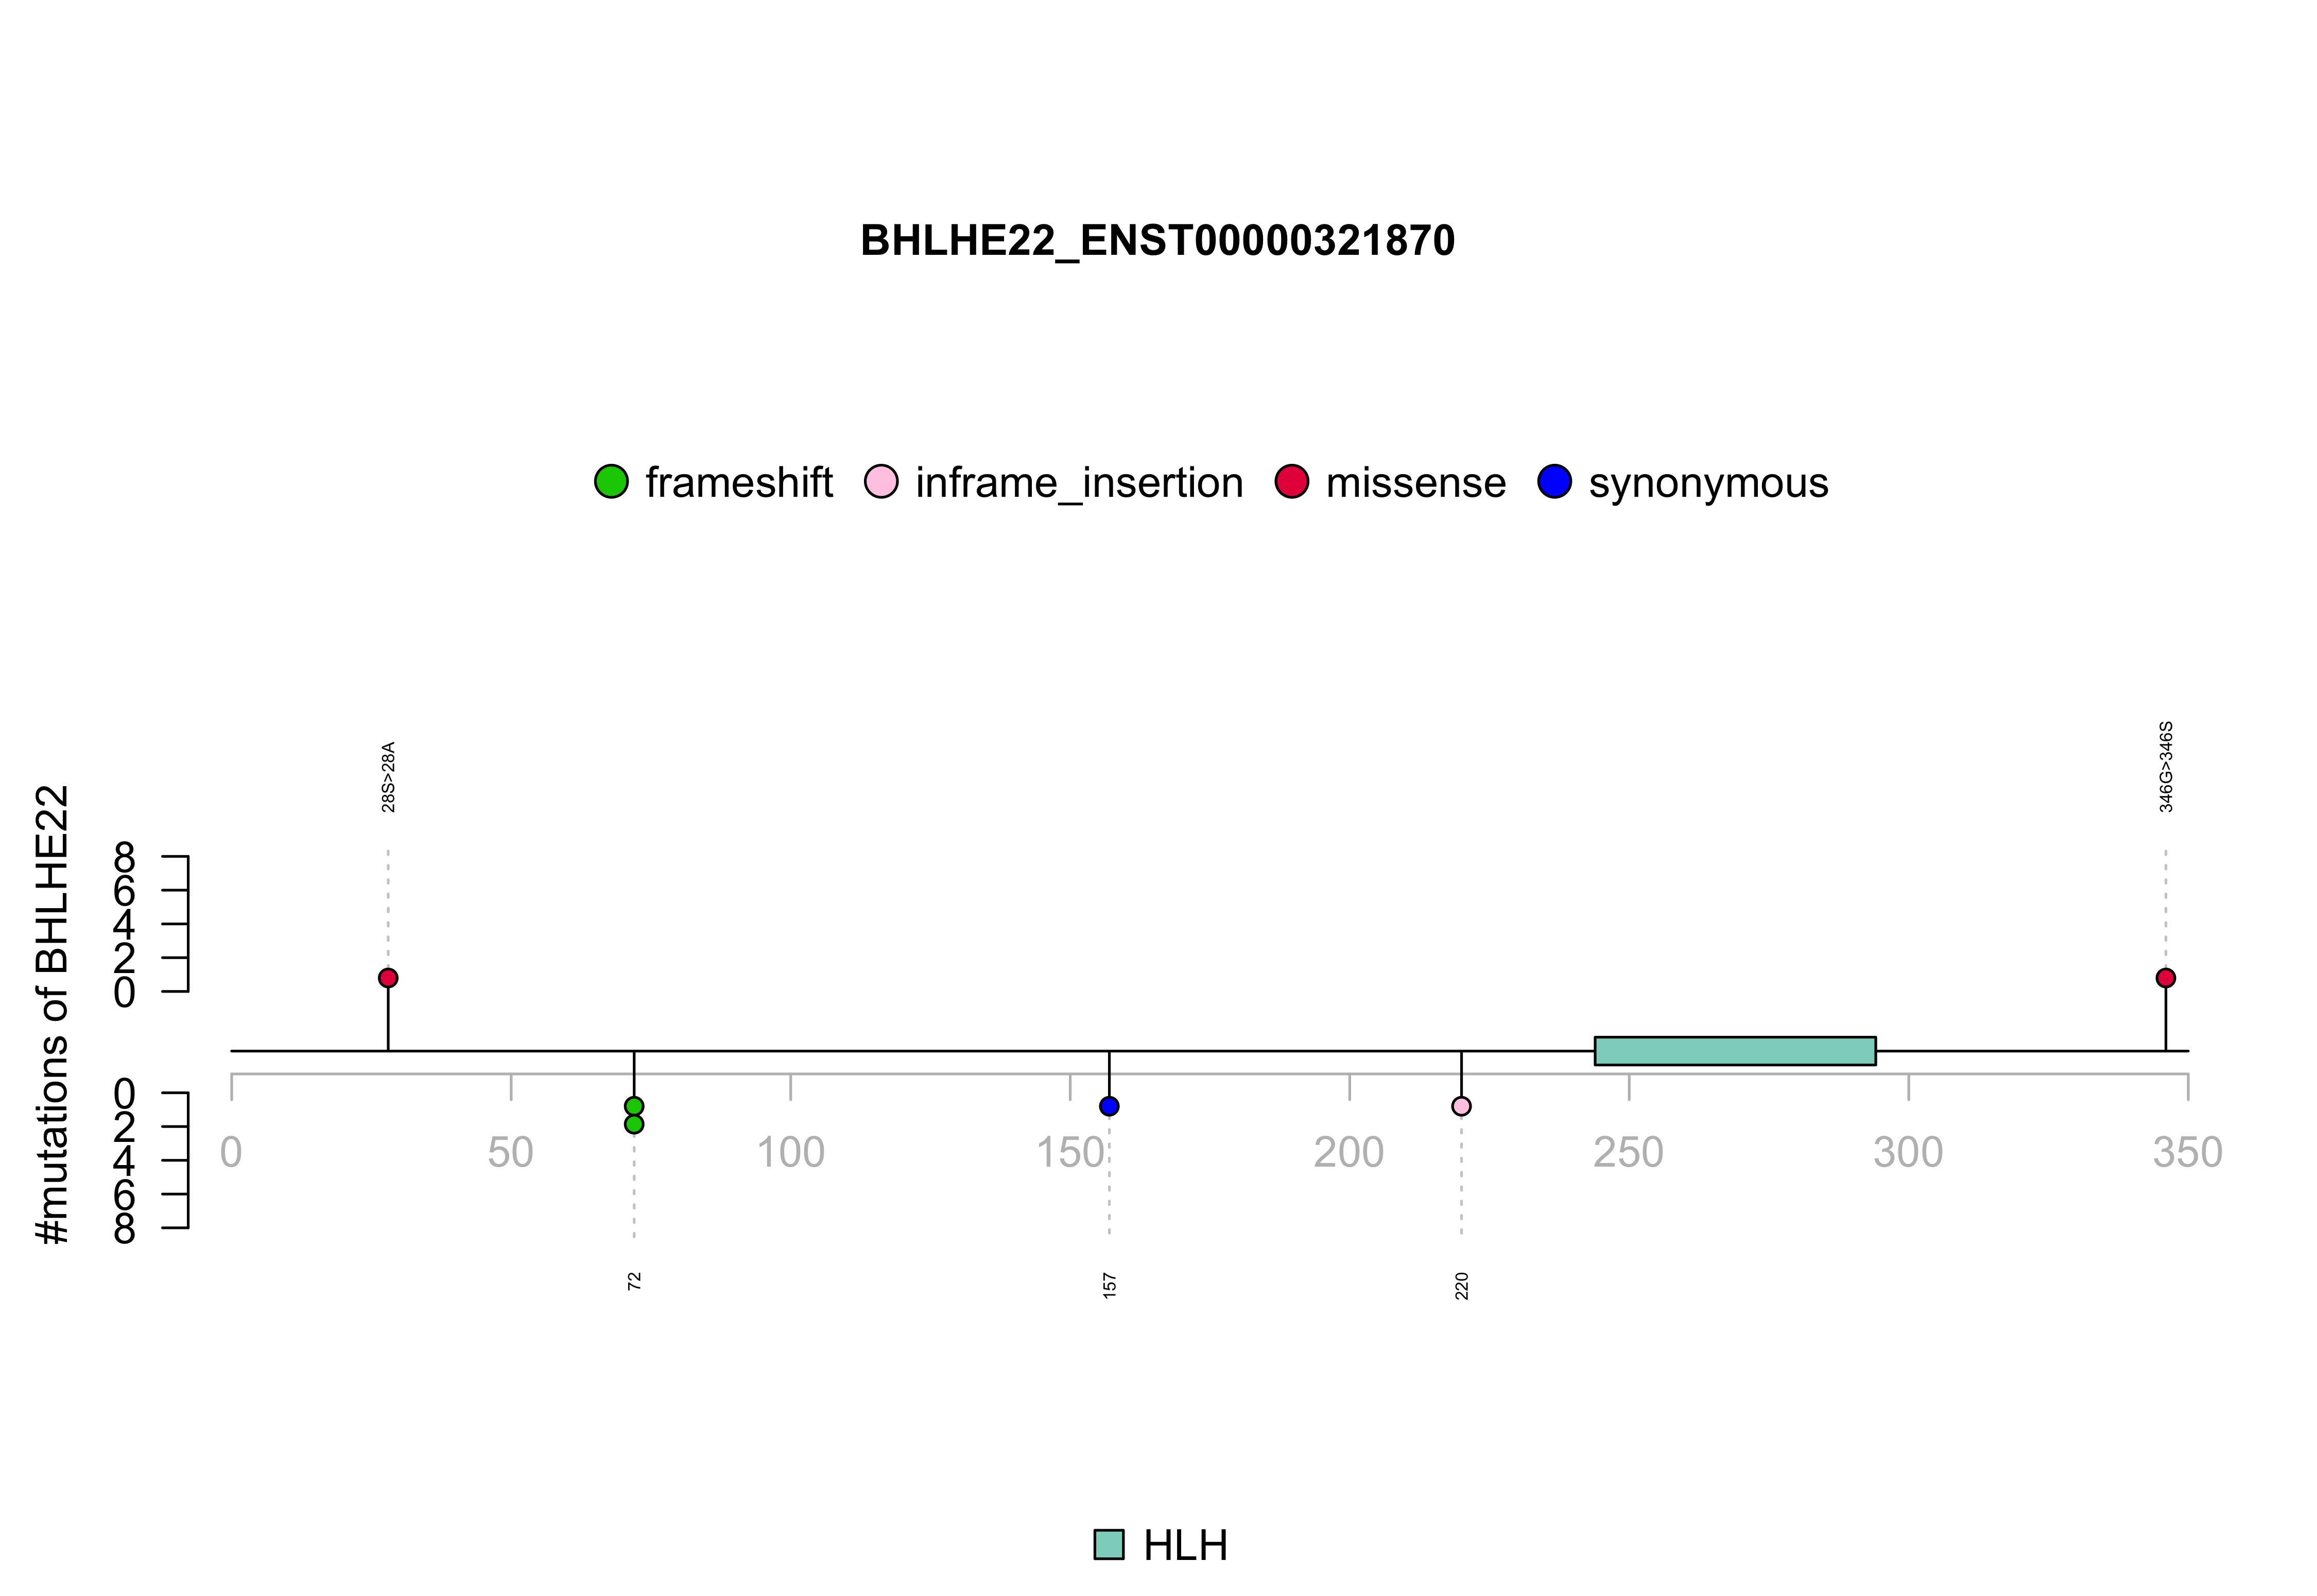 BHLHE22_ENST00000321870
frameshift inframe_insertion missense synonymous
28S>28A
346G>346S
#mutations of BHLHE22
8
6
4
2
0
0
2
4
6
8
0 50 100 150 200 250 300 350
72
157
220
HLH